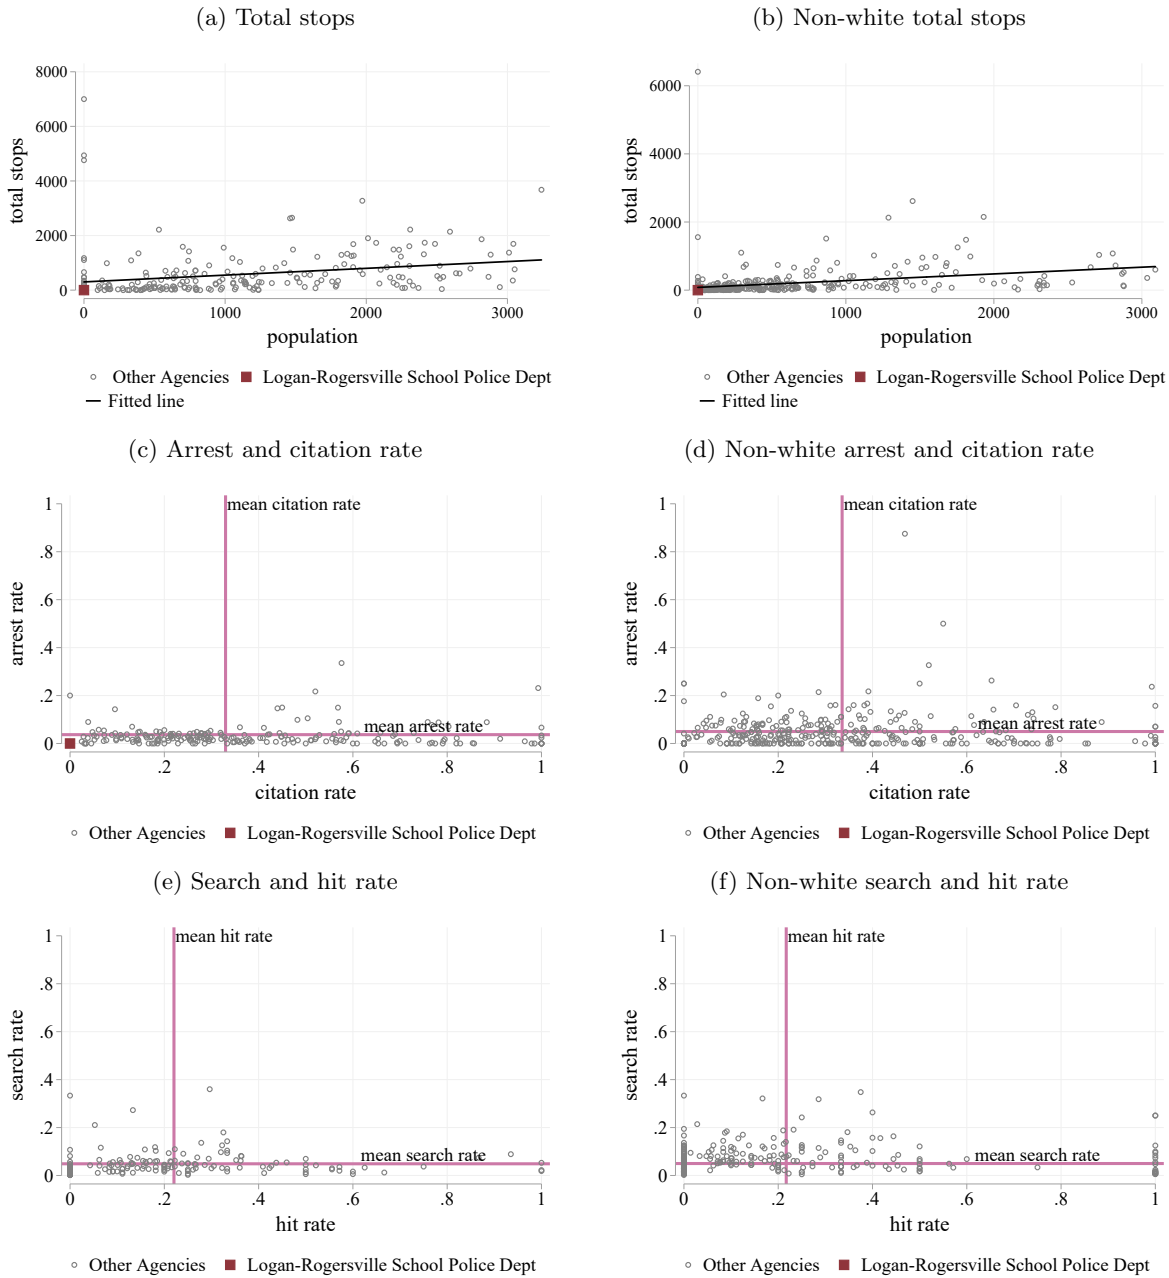 (a) Total stops
8000
6000
4000
2000
0
total stops
0 1000 2000 3000
population
Other Agencies Logan-Rogersville School Police Dept
Fitted line
(b) Non-white total stops
6000
4000
2000
0
total stops
0 1000 2000 3000
population
Other Agencies Logan-Rogersville School Police Dept
Fitted line
(c) Arrest and citation rate
1
.8
.6
.4
.2
0
arrest rate
mean citation rate
mean arrest rate
0 .2 .4 .6 .8 1
citation rate
Other Agencies Logan-Rogersville School Police Dept
(d) Non-white arrest and citation rate
1
.8
.6
.4
.2
0
arrest rate
mean citation rate
mean arrest rate
0 .2 .4 .6 .8 1
citation rate
Other Agencies Logan-Rogersville School Police Dept
(e) Search and hit rate
1
.8
.6
.4
.2
0
search rate
mean hit rate
mean search rate
0 .2 .4 .6 .8 1
hit rate
Other Agencies Logan-Rogersville School Police Dept
(f) Non-white search and hit rate
1
.8
.6
.4
.2
0
search rate
mean hit rate
mean search rate
0 .2 .4 .6 .8 1
hit rate
Other Agencies Logan-Rogersville School Police Dept